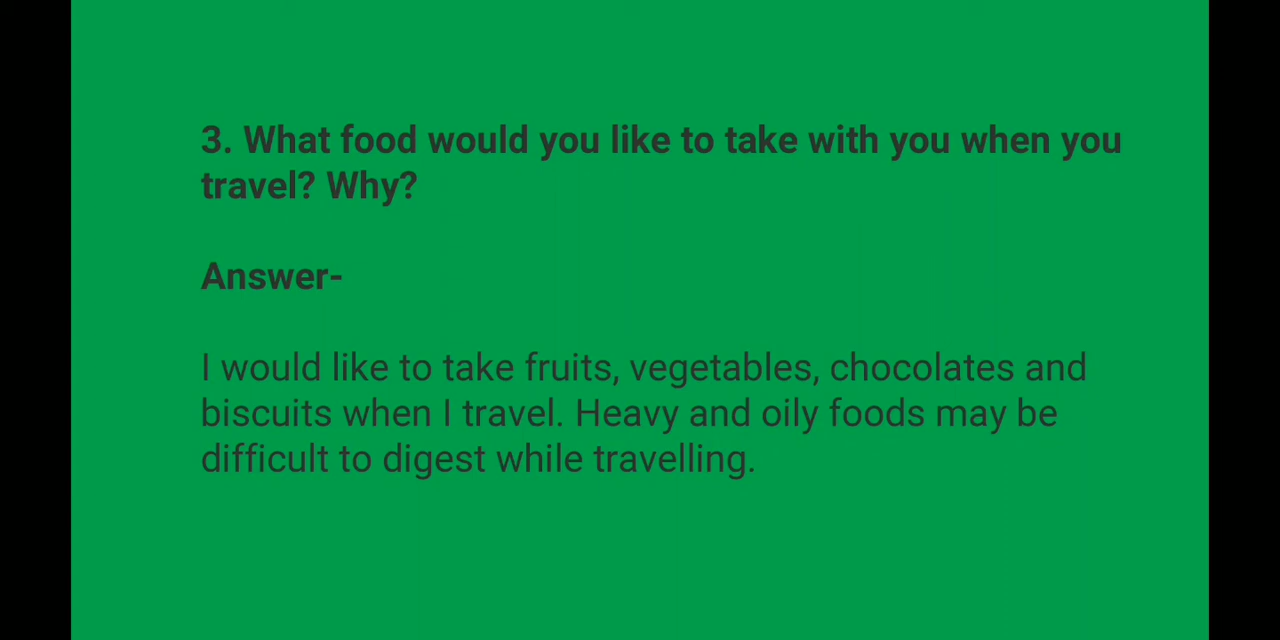 3. What food would you like to take with you when you
travel? Why?
Answer-
I would like to take fruits, vegetables, chocolates and
biscuits when I travel. Heavy and oily foods may be
difficult to digest while travelling.